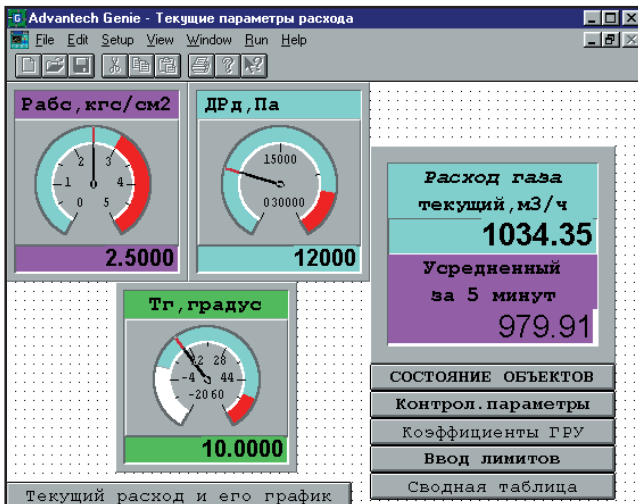 Advantech Genie - Текущие параметры расхода
File Edit Setup View Window Run Help
Рабс,кгс/см2
2 3
1 4
0 5
2.5000
ДРд,Па
15000
0 30000
12000
Расход газа
текущий,м3/ч
1034.35
Усредненный
за 5 минут
979.91
Тг,градус
12 28
-4 44
-20 60
10.0000
СОСТОЯНИЕ ОБЪЕКТОВ
Контрол.параметры
Коэффициенты ГРУ
Ввод лимитов
Сводная таблица
Текущий расход и его график